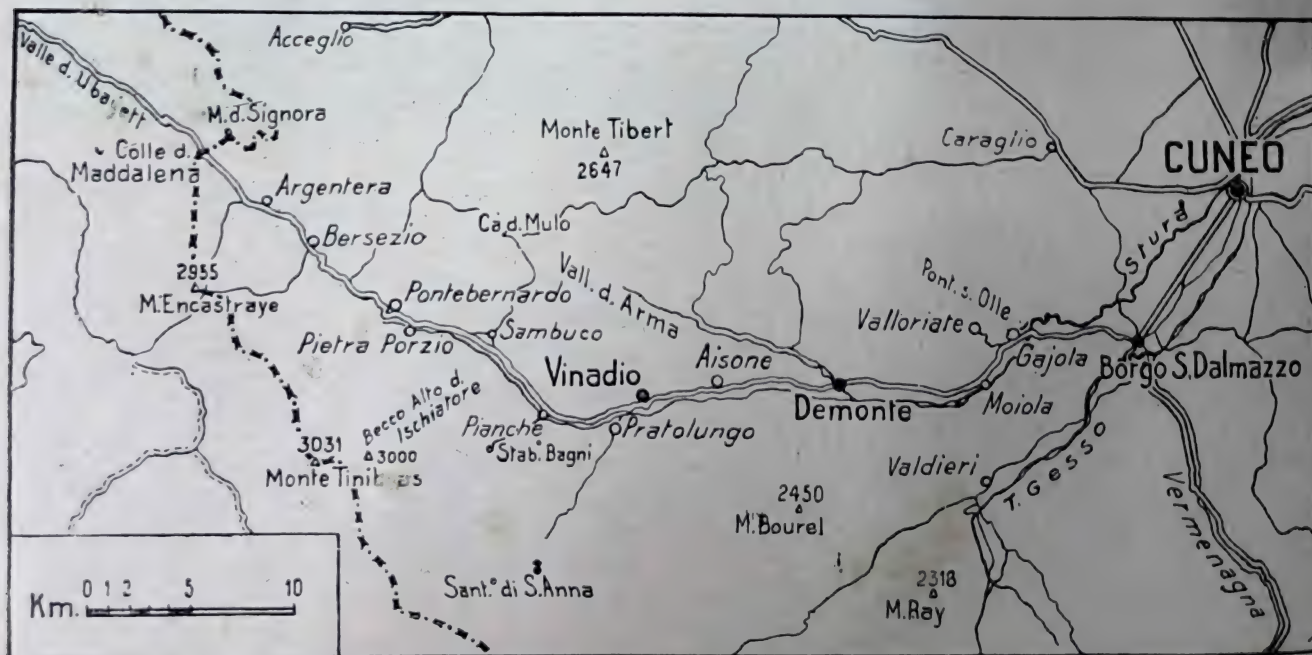 Acceglio
Valle d. Ubayett
M. d. Signora
Colle d.
Maddalena
Monte Tibert
2647
Caraglio
CUNEO
Argentera
Bersezio
Ca d. Mulo
Stura
2955
M. Encastraye
Pontebernardo
Vall. d. Arma
Pont. s. Olle
Valloriate
Pietra Porzio
Sambuco
Aisone
Gajola
Borgo S. Dalmazzo
Vinadio
Demonte
Moiola
Becco Alto d.
Ischiatore
3000
Pianche
Stab.º Bagni
Pratolungo
3031
Monte
Valdieri
T. Gesso
2450
M. Bourel
Vermenagna
Sant.º di S. Anna
2318
M. Ray
Km. 0 1 2 5 10